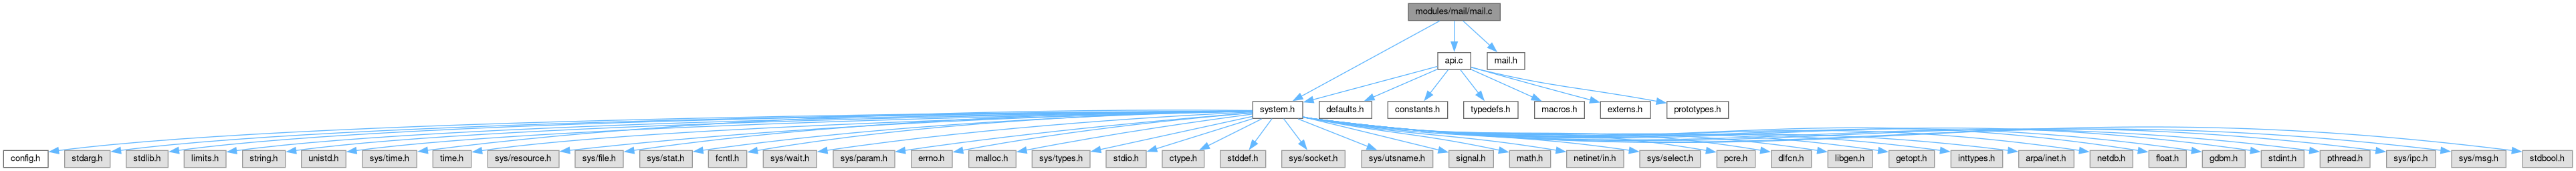 modules/mail/mail.c
api.c
mail.h
system.h
defaults.h
constants.h
typedefs.h
macros.h
externs.h
prototypes.h
config.h
stdarg.h
stdlib.h
limits.h
string.h
unistd.h
sys/time.h
time.h
sys/resource.h
sys/file.h
sys/stat.h
fcntl.h
sys/wait.h
sys/param.h
errno.h
malloc.h
sys/types.h
stdio.h
ctype.h
stddef.h
sys/socket.h
sys/utsname.h
signal.h
math.h
netinet/in.h
sys/select.h
pcre.h
dlfcn.h
libgen.h
getopt.h
inttypes.h
arpa/inet.h
netdb.h
float.h
gdbm.h
stdint.h
pthread.h
sys/ipc.h
sys/msg.h
stdbool.h